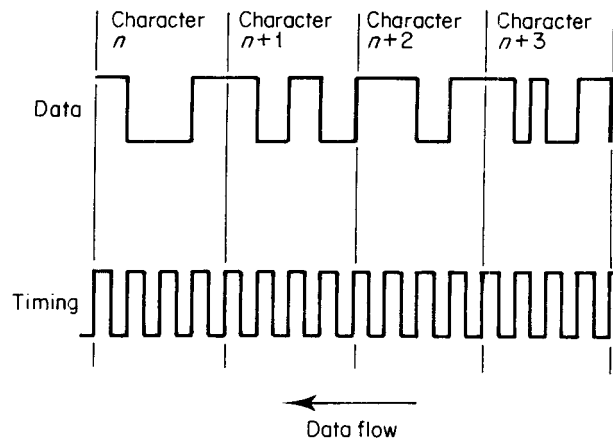 Character
n
Character
n+1
Character
n+2
Character
n+3
Data
Timing
Data flow